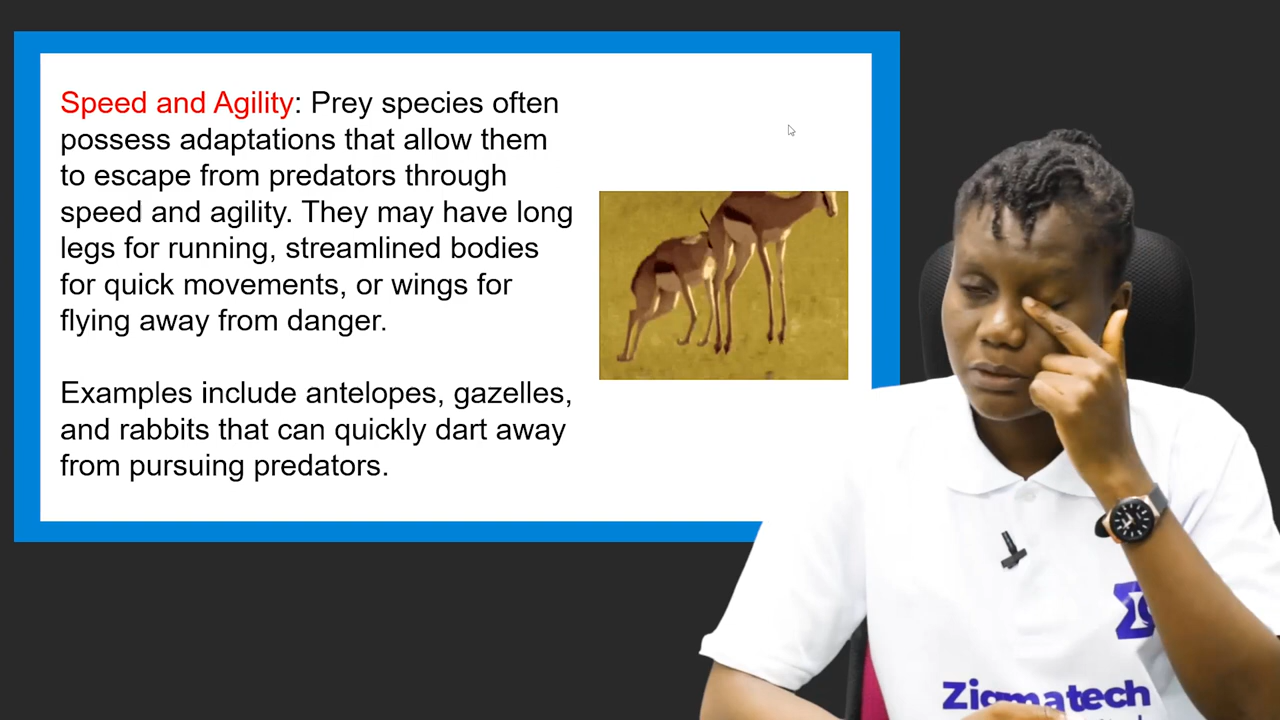 Speed and Agility: Prey species often
possess adaptations that allow them
to escape from predators through
speed and agility. They may have long
legs for running, streamlined bodies
for quick movements, or wings for
flying away from danger.
Examples include antelopes, gazelles,
and rabbits that can quickly dart away
from pursuing predators.
Zigmatech